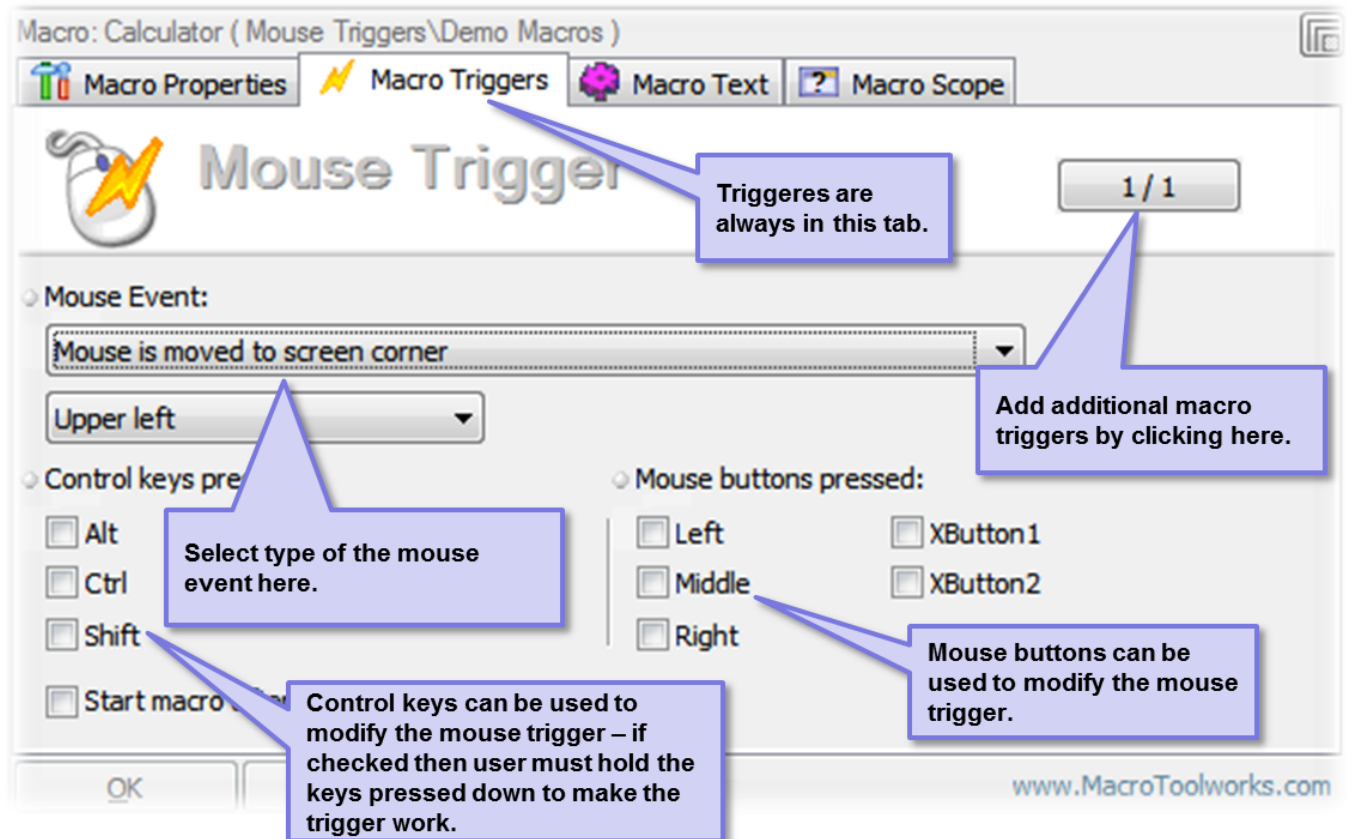 Macro: Calculator ( Mouse Triggers\Demo Macros )
Macro Properties
Macro Triggers
Macro Text
Macro Scope
Mouse Trigger
1 / 1
Triggeres are
always in this tab.
Mouse Event:
Mouse is moved to screen corner
Upper left
Add additional macro
triggers by clicking here.
Control keys pre
Mouse buttons pressed:
Alt
Ctrl
Shift
Select type of the mouse
event here.
Left
Middle
Right
XButton1
XButton2
Mouse buttons can be
used to modify the mouse
trigger.
Start macro
Control keys can be used to
modify the mouse trigger – if
checked then user must hold the
keys pressed down to make the
trigger work.
OK
www.MacroToolworks.com